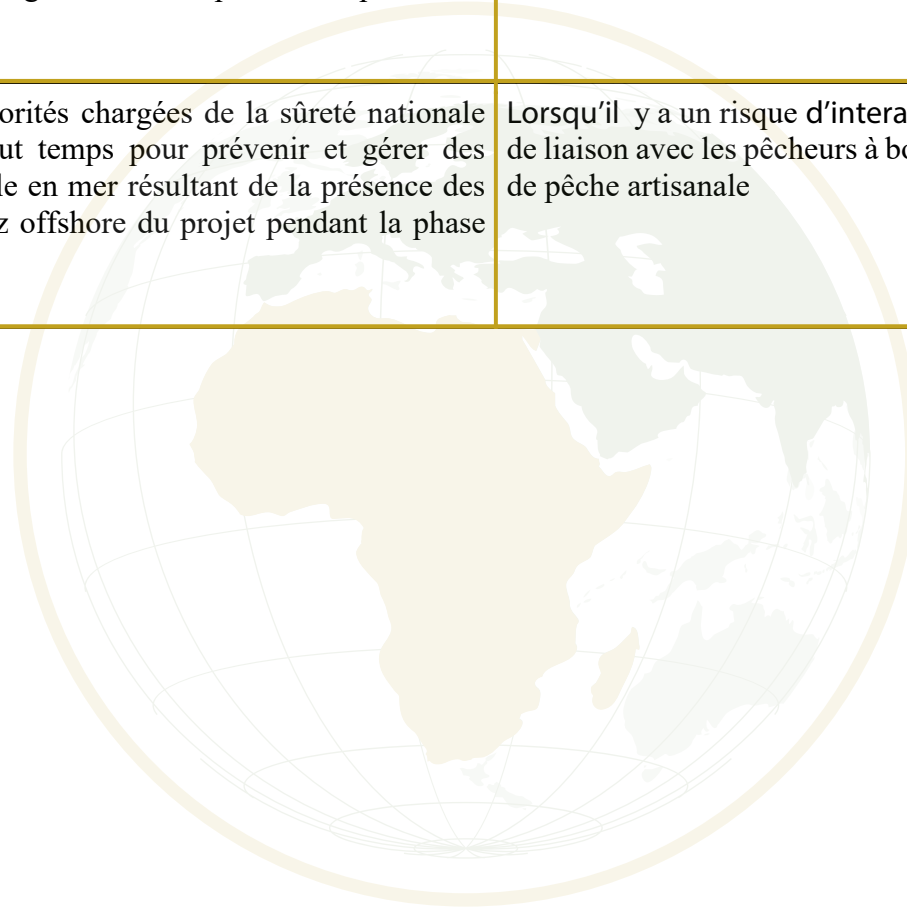 orités chargées de la sûreté nationale
ut temps pour prévenir et gérer des
le en mer résultant de la présence des
z offshore du projet pendant la phase
Lorsqu’il y a un risque d’intera
de liaison avec les pêcheurs à bo
de pêche artisanale